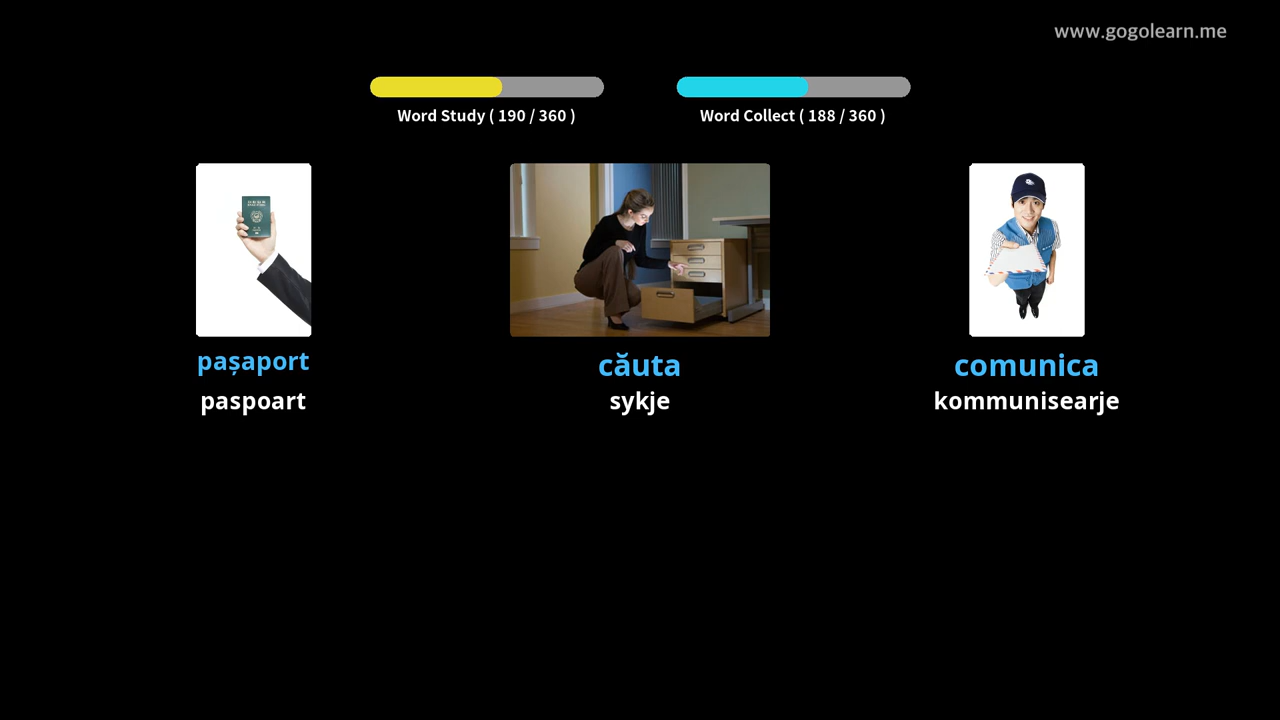 www.gogolearn.me
Word Study ( 190 / 360 )
Word Collect ( 188 / 360 )
pașaport
căuta
comunica
paspoart
sykje
kommunisearje